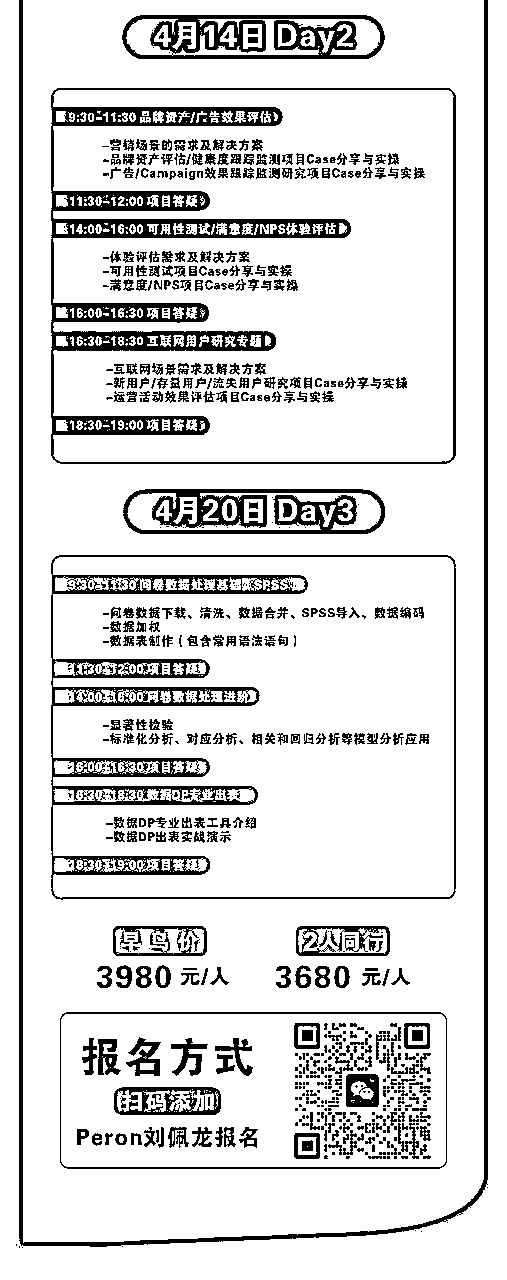 4月14日 Day2
9:30-11:30 品牌资产/广告效果评估
-营销场景的需求及解决方案
-品牌资产评估/健康度跟踪监测项目Case分享与实操
-广告/Campaign效果跟踪监测研究项目Case分享与实操
11:30-12:00 项目答疑
14:00-16:00 可用性测试/满意度/NPS体验评估
-体验评估需求及解决方案
-可用性测试项目Case分享与实操
-满意度/NPS项目Case分享与实操
16:00-16:30 项目答疑
16:30-18:30 互联网用户研究专题
-互联网场景需求及解决方案
-新用户/存量用户/流失用户研究项目Case分享与实操
-运营活动效果评估项目Case分享与实操
18:30-19:00 项目答疑
4月20日 Day3
9:30-11:30 问卷数据处理基础及SPSS
-问卷数据下载、清洗、数据合并、SPSS导入、数据编码
-数据加权
-数据表制作（包含常用语法语句）
11:30-12:00 项目答疑
14:00-16:00 问卷数据处理进阶
-显著性检验
-标准化分析、对应分析、相关和回归分析等模型分析应用
16:00-16:30 项目答疑
16:30-18:30 数据DP专业出表
-数据DP专业出表工具介绍
-数据DP出表实战演示
18:30-19:00 项目答疑
早鸟价 2人同行
3980 元/人 3680 元/人
报名方式
扫码添加
Peron刘佩龙报名